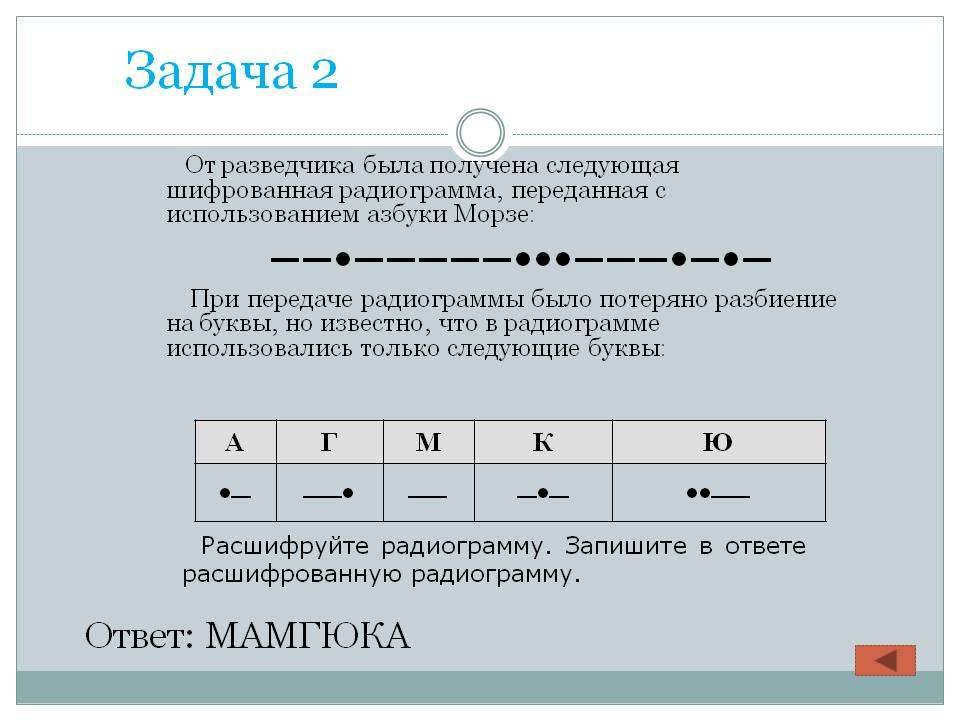 Задача 2
От разведчика была получена следующая
шифрованная радиограмма, переданная с
использованием азбуки Морзе:
——•—————•••———•—•—
При передаче радиограммы было потеряно разбиение
на буквы, но известно, что в радиограмме
использовались только следующие буквы:
А Г М К Ю
•— ——• —— —•— ••——
Расшифруйте радиограмму. Запишите в ответе
расшифрованную радиограмму.
Ответ: МАМГЮКА